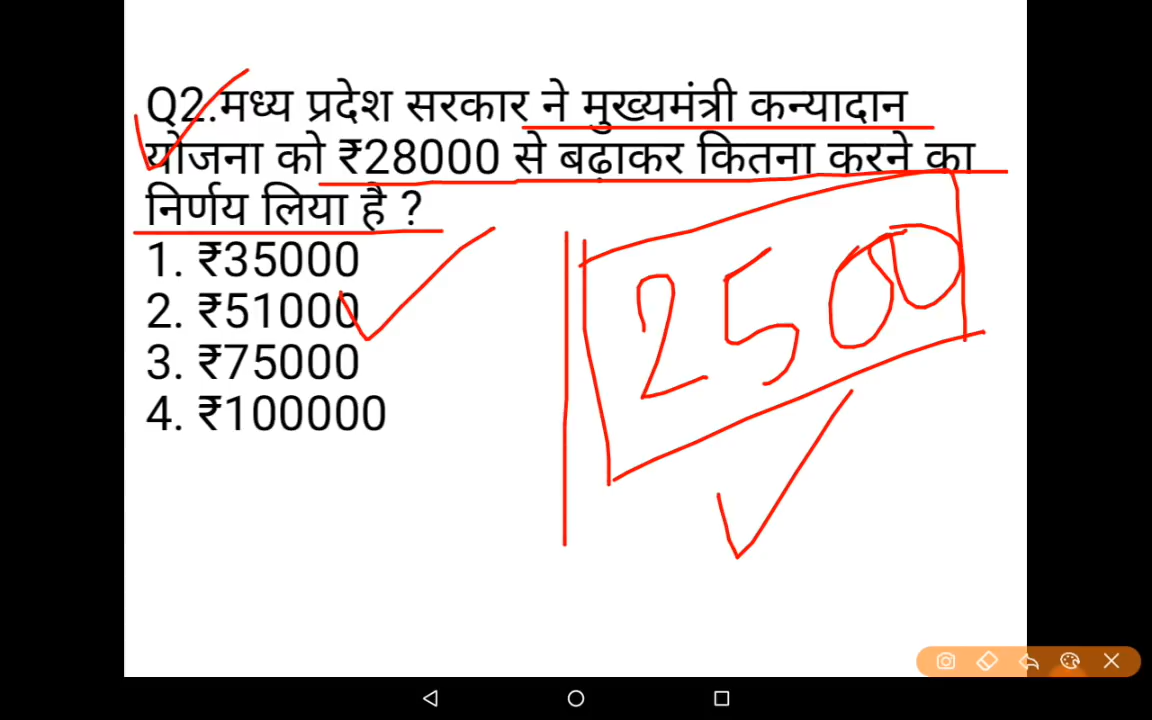 Q2.मध्य प्रदेश सरकार ने मुख्यमंत्री कन्यादान
योजना को ₹28000 से बढ़ाकर कितना करने का
निर्णय लिया है ?
1. ₹35000
2. ₹51000
3. ₹75000
4. ₹100000
2500